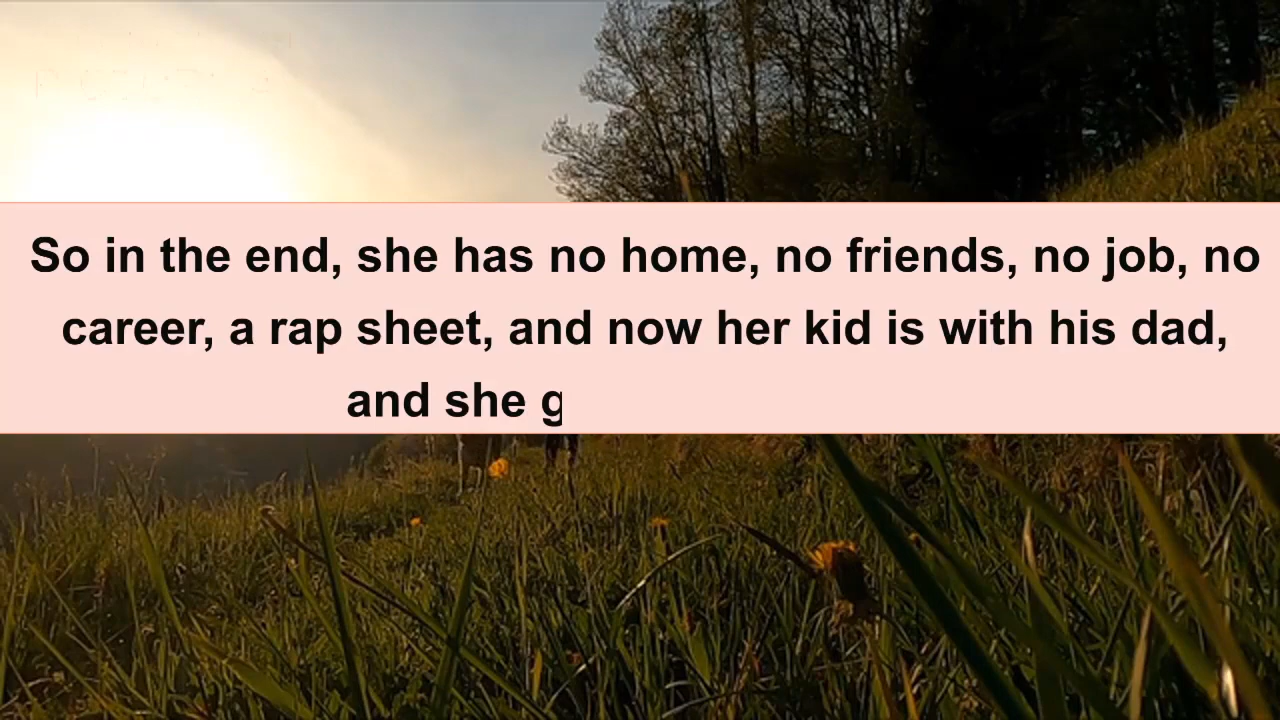 So in the end, she has no home, no friends, no job, no
career, a rap sheet, and now her kid is with his dad,
and she g